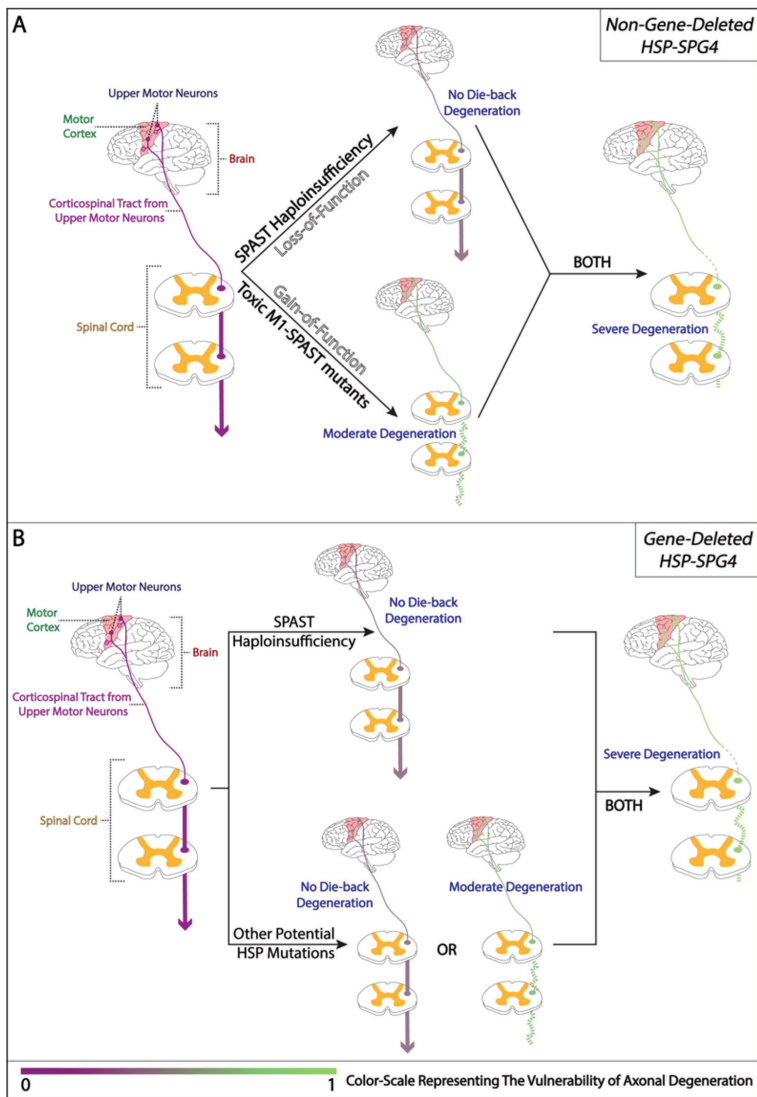 A
Non-Gene-Deleted
HSP-SPG4
Upper Motor Neurons
Motor
Cortex
Brain
Corticospinal Tract from
Upper Motor Neurons
Spinal Cord
SPAST Haploinsufficiency
Loss-of-Function
Gain-of-Function
Toxic M1-SPAST mutants
No Die-back
Degeneration
Moderate Degeneration
BOTH
Severe Degeneration
B
Gene-Deleted
HSP-SPG4
Upper Motor Neurons
Motor
Cortex
Brain
Corticospinal Tract from
Upper Motor Neurons
Spinal Cord
SPAST
Haploinsufficiency
No Die-back
Degeneration
Other Potential
HSP Mutations
No Die-back
Degeneration
OR
Moderate Degeneration
BOTH
Severe Degeneration
0
1
Color-Scale Representing The Vulnerability of Axonal Degeneration